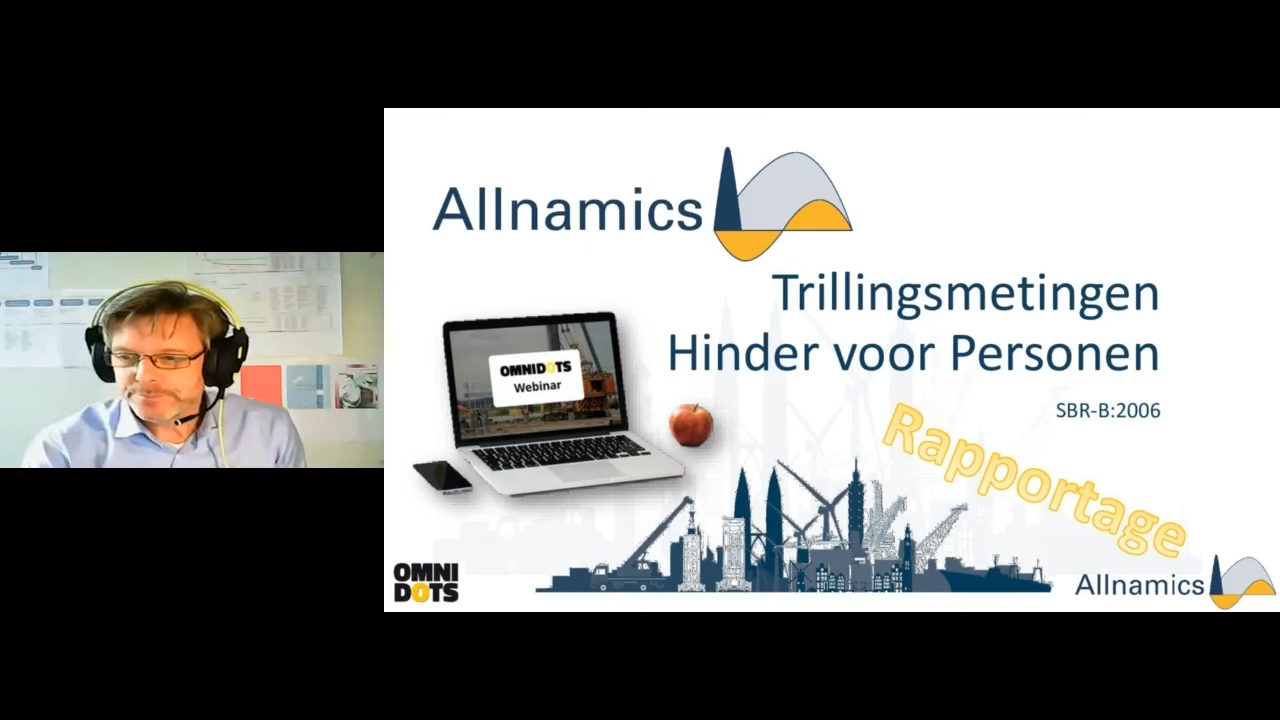 Allnamics
Trillingsmetingen
Hinder voor Personen
SBR-B:2006
OMNIDOTS
Webinar
Rapportage
OMNI
DOTS
Allnamics